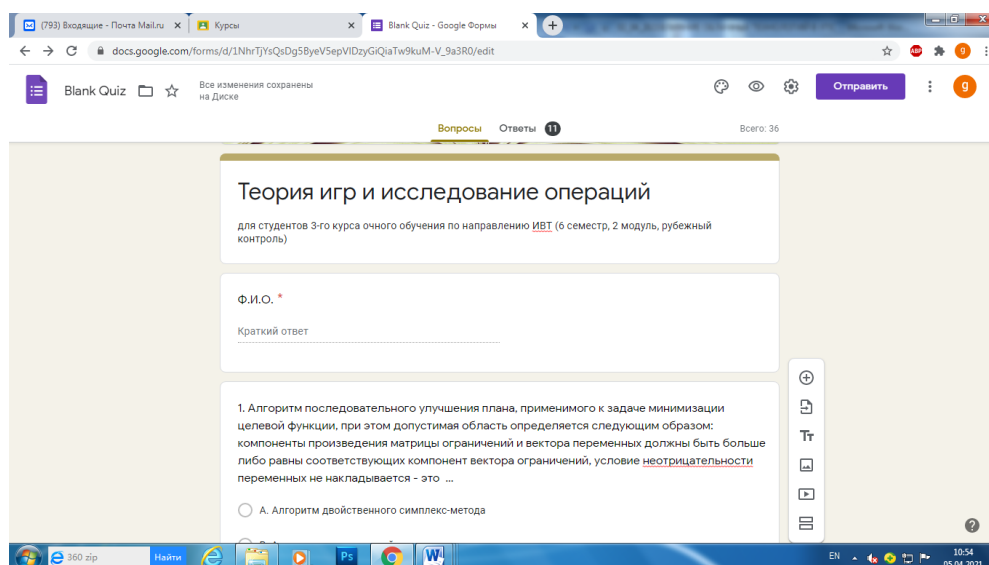 (793) Входящие - Почта Mail.ru
Курсы
Blank Quiz - Google Формы
docs.google.com/forms/d/1NhrTjYsQsDg5ByeV5epVlDzyGiQiaTw9kuM-V_9a3R0/edit
ABP
g
Blank Quiz
Все изменения сохранены
на Диске
Отправить
g
Вопросы Ответы 11
Всего: 36
Теория игр и исследование операций
для студентов 3-го курса очного обучения по направлению ИВТ (6 семестр, 2 модуль, рубежный
контроль)
Ф.И.О. *
Краткий ответ
1. Алгоритм последовательного улучшения плана, применимого к задаче минимизации
целевой функции, при этом допустимая область определяется следующим образом:
компоненты произведения матрицы ограничений и вектора переменных должны быть больше
либо равны соответствующих компонент вектора ограничений, условие неотрицательности
переменных не накладывается - это ...
А. Алгоритм двойственного симплекс-метода
Тт
360 zip
Найти
Ps
W
EN
10:54
05.04.2021